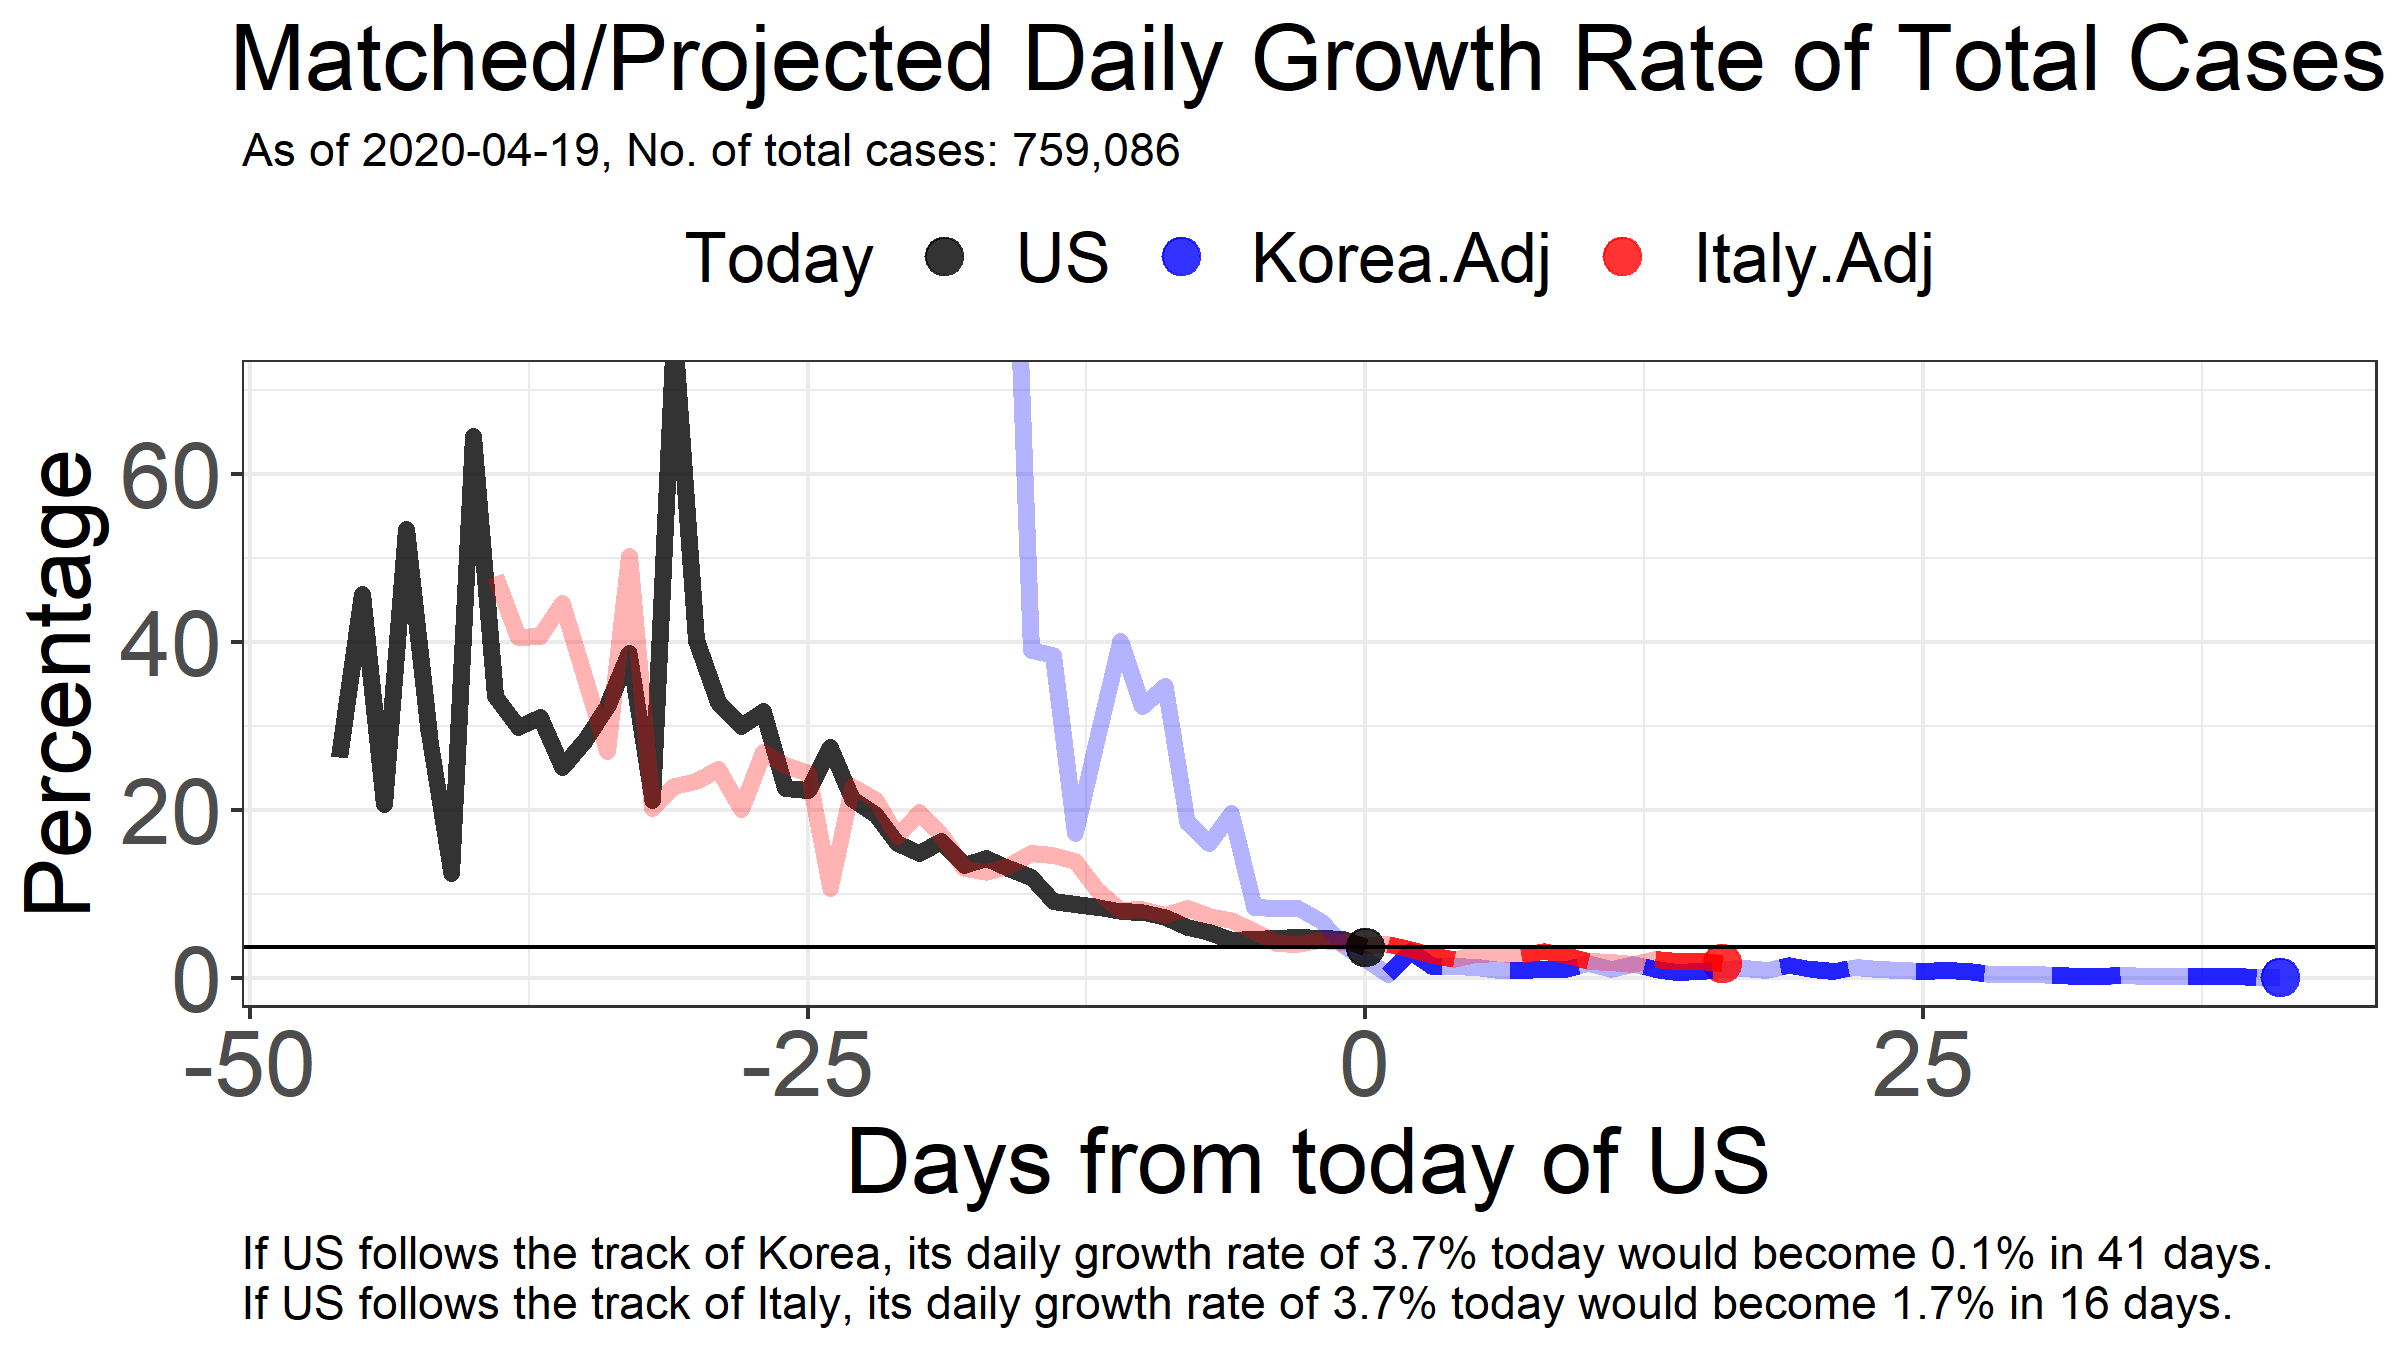 Matched/Projected Daily Growth Rate of Total Cases
As of 2020-04-19, No. of total cases: 759,086
Today US Korea.Adj Italy.Adj
Percentage
60
40
20
0
-50 -25 0 25
Days from today of US
If US follows the track of Korea, its daily growth rate of 3.7% today would become 0.1% in 41 days.
If US follows the track of Italy, its daily growth rate of 3.7% today would become 1.7% in 16 days.